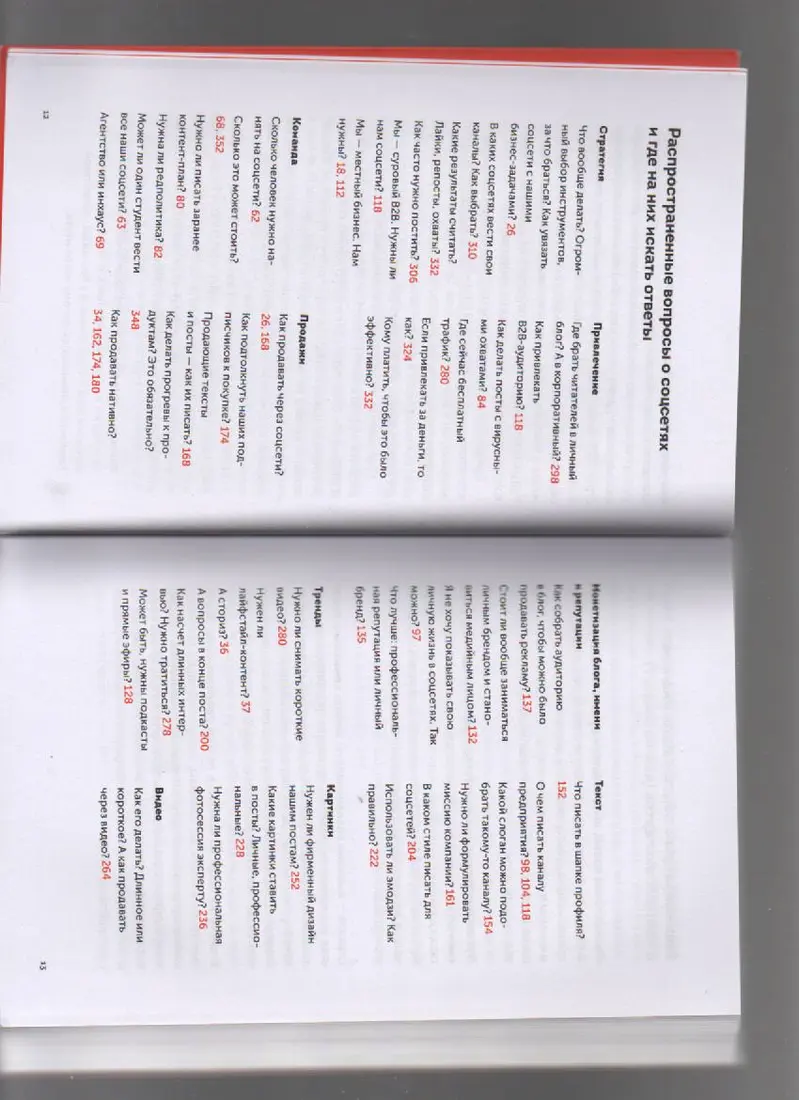 Распространенные вопросы о соцсетях
и где на них искать ответы
Стратегия
Что вообще делать? Огром-
ный выбор инструментов,
за что браться? Как увязать
соцсети с нашими
бизнес-задачами? 26
В каких соцсетях вести свои
каналы? Как выбрать? 310
Какие результаты считать?
Лайки, репосты, охваты? 332
Как часто нужно постить? 306
Мы — суровый B2B. Нужны ли
нам соцсети? 118
Мы — местный бизнес. Нам
нужны? 18, 112
Команда
Сколько человек нужно на-
нять на соцсети? 62
Сколько это может стоить?
68, 352
Нужно ли писать заранее
контент-план? 80
Нужна ли редполитика? 82
Может ли один студент вести
все наши соцсети? 63
Агентство или инхаус? 69
Привлечение
Где брать читателей в личный
блог? А в корпоративный? 298
Как привлекать
B2B-аудиторию? 118
Как делать посты с вирусны-
ми охватами? 84
Где сейчас бесплатный
трафик? 280
Если привлекать за деньги, то
как? 324
Кому платить, чтобы это было
эффективно? 332
Продажи
Как продавать через соцсети?
26, 168
Как подтолкнуть наших под-
писчиков к покупке? 174
Продающие тексты
и посты — как их писать? 168
Как делать прогревы к про-
дуктам? Это обязательно?
348
Как продавать нативно?
34, 162, 174, 180
12
Монетизация блога, имени
и репутации
Как собрать аудиторию
в блог, чтобы можно было
продавать рекламу? 137
Стоит ли вообще заниматься
личным брендом и стано-
виться медийным лицом? 132
Я не хочу показывать свою
личную жизнь в соцсетях. Так
можно? 97
Что лучше: профессиональ-
ная репутация или личный
бренд? 135
Тренды
Нужно ли снимать короткие
видео? 280
Нужен ли
лайфстайл-контент? 37
А сториз? 36
А вопросы в конце поста? 200
Как насчет длинных интер-
вью? Нужно тратиться? 278
Может быть, нужны подкасты
и прямые эфиры? 128
Текст
Что писать в шапке профиля?
152
О чем писать каналу
предприятия? 98, 104, 118
Какой слоган можно подо-
брать такому-то каналу? 154
Нужно ли формулировать
миссию компании? 161
В каком стиле писать для
соцсетей? 204
Использовать ли эмодзи? Как
правильно? 222
Картинки
Нужен ли фирменный дизайн
нашим постам? 252
Какие картинки ставить
в посты? Личные, профессио-
нальные? 228
Нужна ли профессиональная
фотосессия эксперту? 236
Видео
Как его делать? Длинное или
короткое? А как продавать
через видео? 264
13